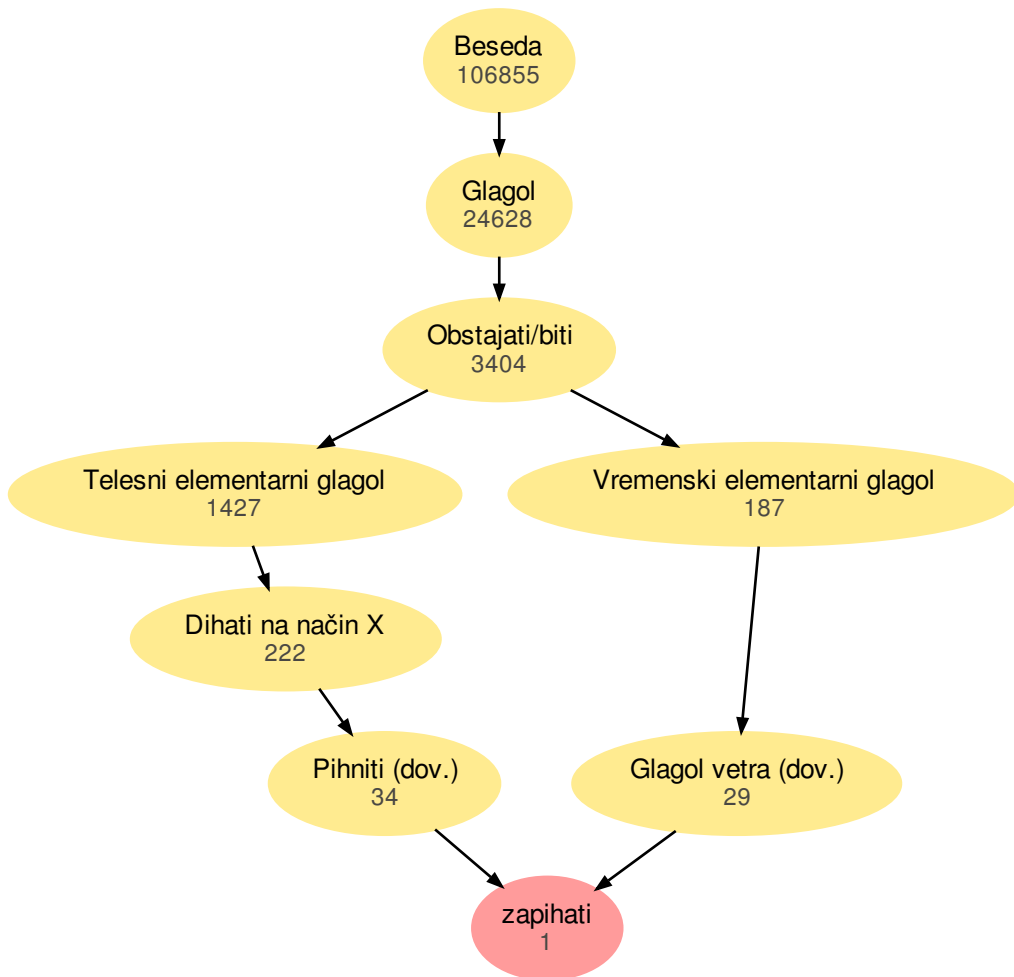 Beseda
106855
Glagol
24628
Obstajati/biti
3404
Telesni elementarni glagol
1427
Vremenski elementarni glagol
187
Dihati na način X
222
Pihniti (dov.)
34
Glagol vetra (dov.)
29
zapihati
1